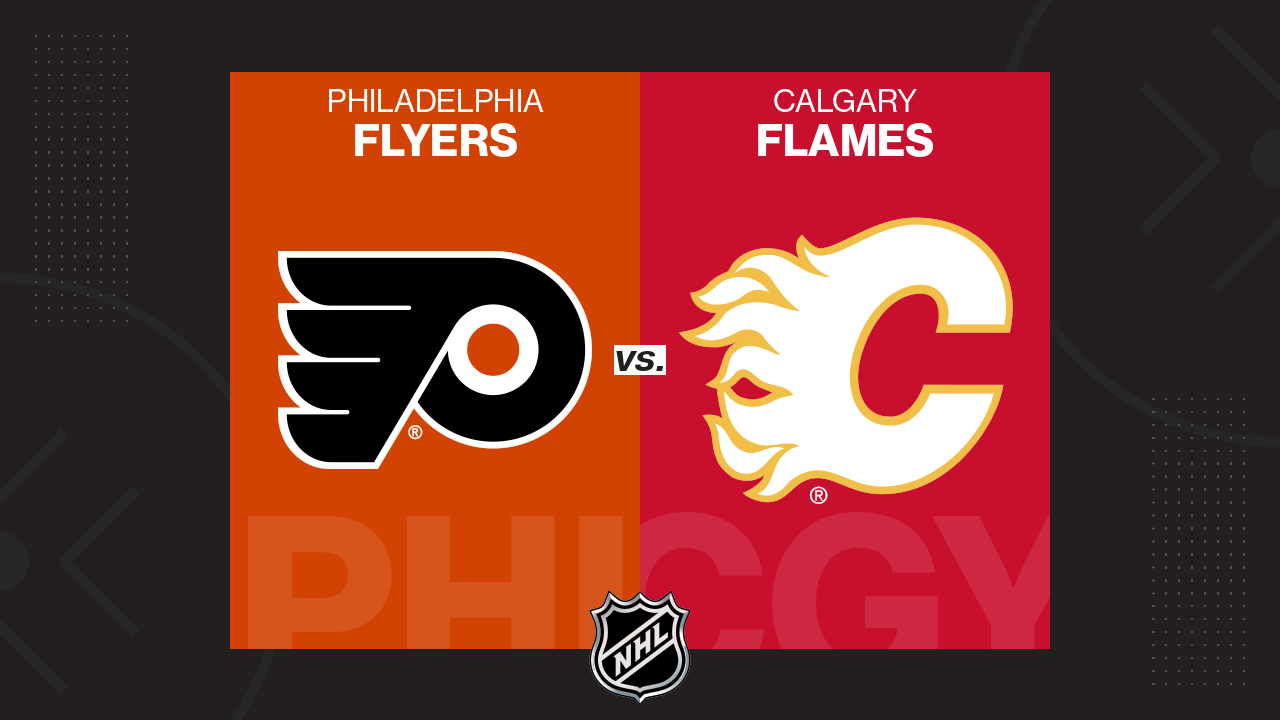 PHILADELPHIA
FLYERS
CALGARY
FLAMES
vs.
®
®
PHI
CGY
NHL